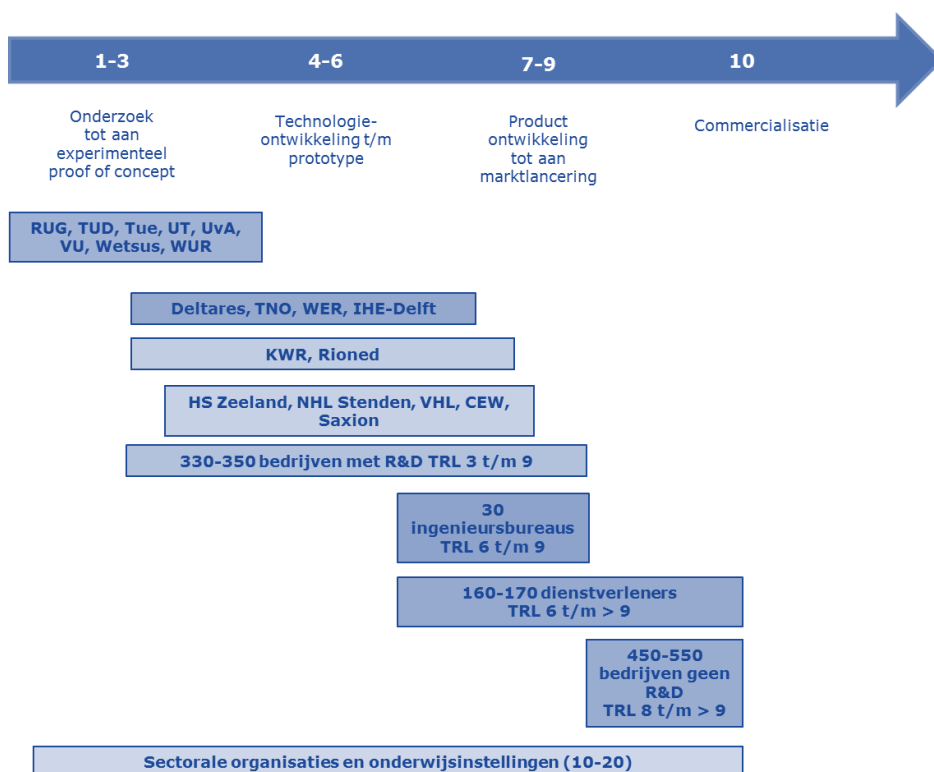 1-3
4-6
7-9
10
Onderzoek
tot aan
experimenteel
proof of concept
Technologie-
ontwikkeling t/m
prototype
Product
ontwikkeling
tot aan
marktlancering
Commercialisatie
RUG, TUD, Tue, UT, UvA,
VU, Wetsus, WUR
Deltares, TNO, WER, IHE-Delft
KWR, Rioned
HS Zeeland, NHL Stenden, VHL, CEW,
Saxion
330-350 bedrijven met R&D TRL 3 t/m 9
30
ingenieursbureaus
TRL 6 t/m 9
160-170 dienstverleners
TRL 6 t/m > 9
450-550
bedrijven geen
R&D
TRL 8 t/m > 9
Sectorale organisaties en onderwijsinstellingen (10-20)